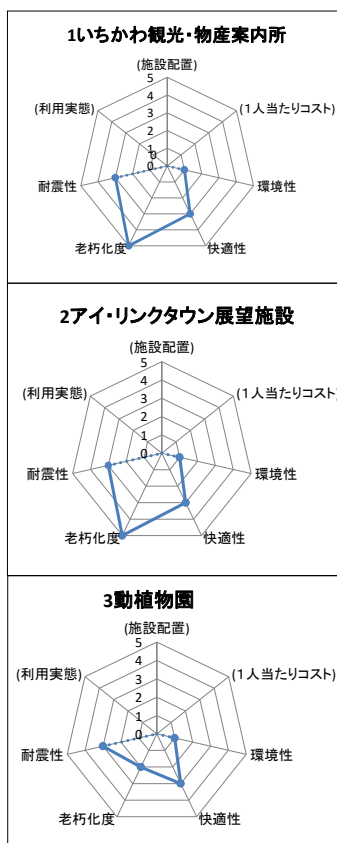 1いちかわ観光・物産案内所
(施設配置)
5
(利用実態)
4
(１人当たりコスト)
3
2
1
0
0
耐震性
環境性
老朽化度
快適性
2アイ・リンクタウン展望施設
(施設配置)
5
(利用実態)
4
(１人当たりコスト)
3
2
1
0
耐震性
環境性
老朽化度
快適性
3動植物園
(施設配置)
5
4
(利用実態)
(１人当たりコスト)
3
2
1
0
耐震性
環境性
老朽化度
快適性